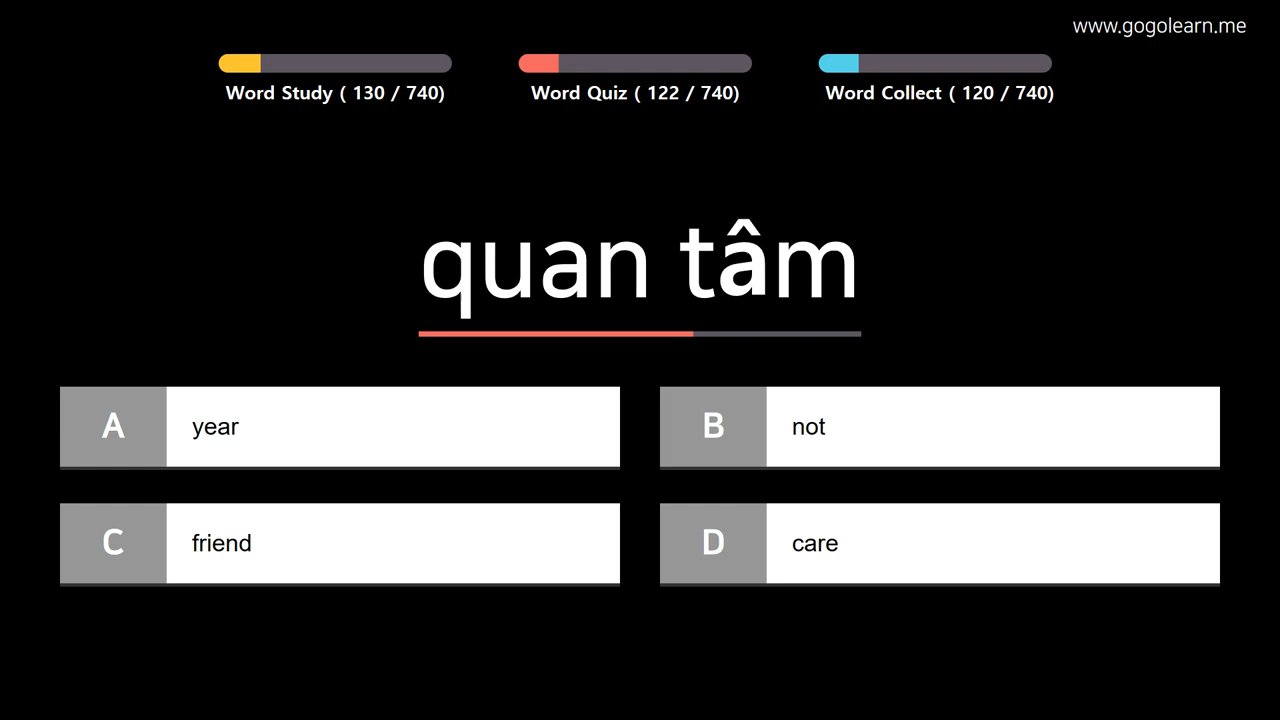 www.gogolearn.me
Word Study ( 130 / 740)
Word Quiz ( 122 / 740)
Word Collect ( 120 / 740)
quan tâm
A year
B not
C friend
D care